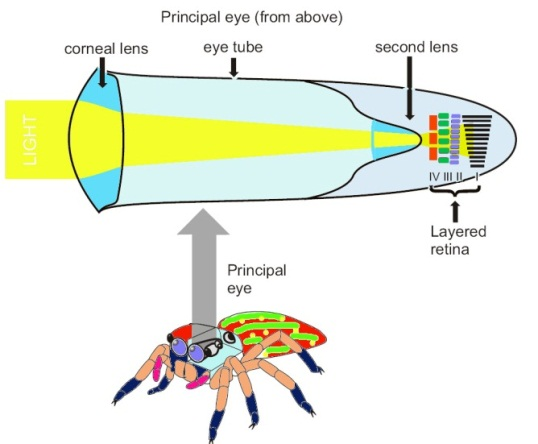 Principal eye (from above)
corneal lens
eye tube
second lens
LIGHT
IV III II I
Layered
retina
Principal
eye